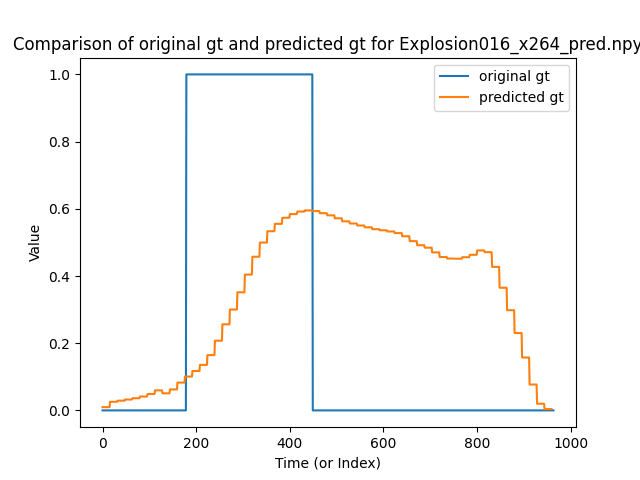 Comparison of original gt and predicted gt for Explosion016_x264_pred.npy
original gt
predicted gt
1.0
0.8
0.6
0.4
0.2
0.0
Value
0 200 400 600 800 1000
Time (or Index)